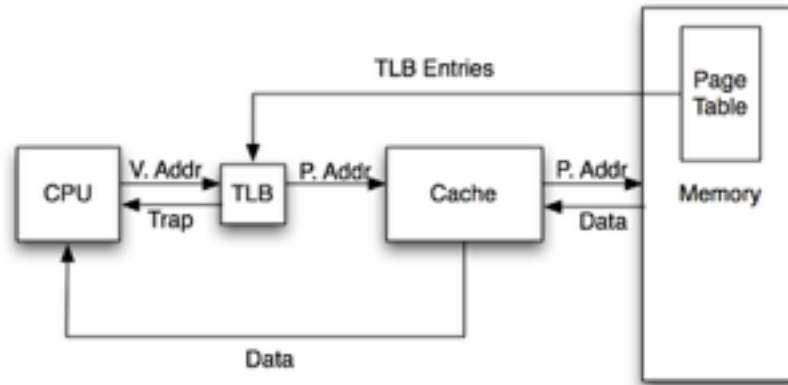 TLB Entries
Page
Table
V. Addr
P. Addr
P. Addr
CPU
TLB
Cache
Memory
Trap
Data
Data